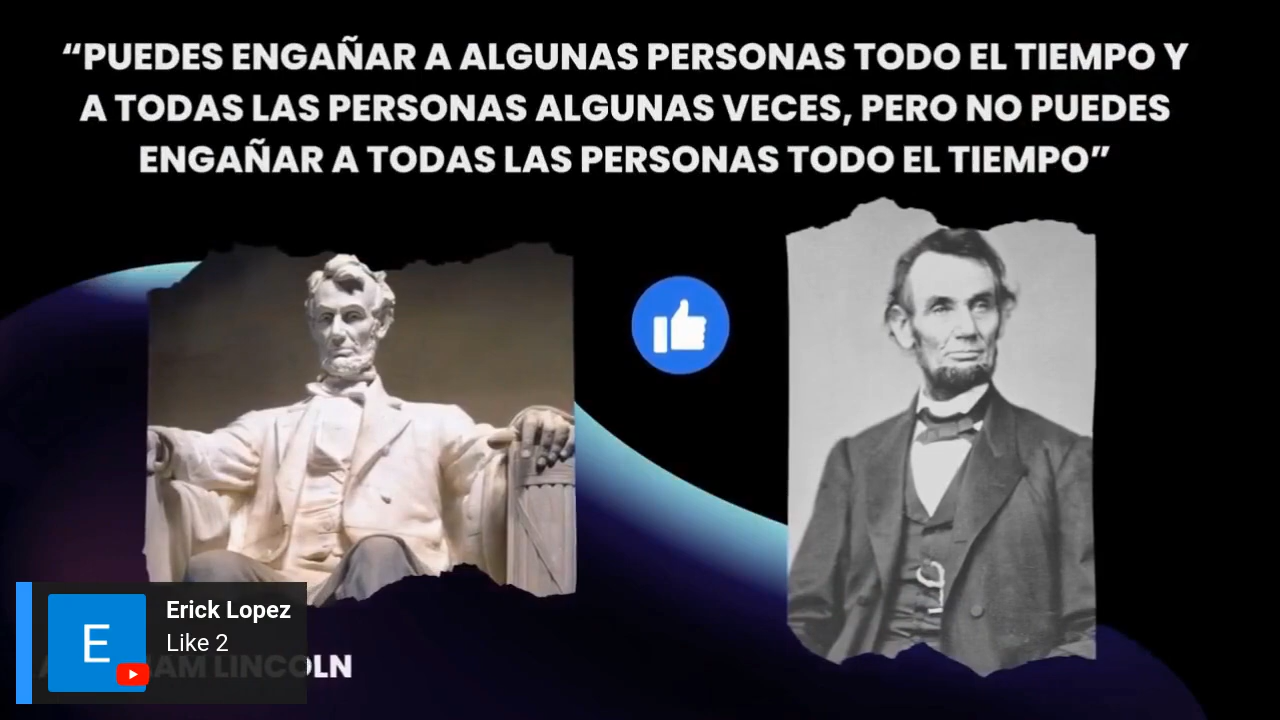 “PUEDES ENGAÑAR A ALGUNAS PERSONAS TODO EL TIEMPO Y
A TODAS LAS PERSONAS ALGUNAS VECES, PERO NO PUEDES
ENGAÑAR A TODAS LAS PERSONAS TODO EL TIEMPO”
E
Erick Lopez
Like 2
LINCOLN